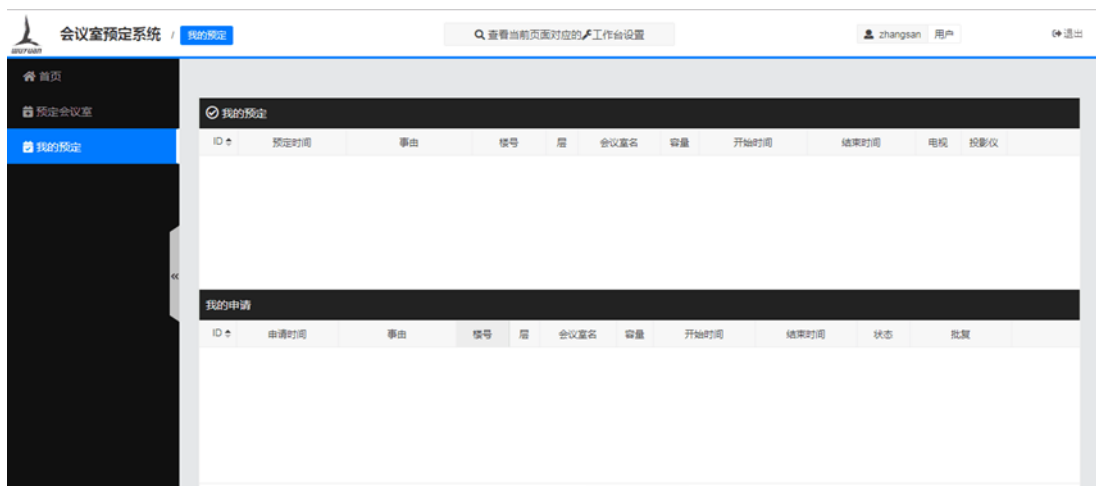 WUYUAN
会议室预定系统 / 我的预定
查看当前页面对应的工作台设置
zhangsan 用户
退出
首页
预定会议室
我的预定
我的预定
ID 预定时间 事由 楼号 层 会议室名 容量 开始时间 结束时间 电视 投影仪
«
我的申请
ID 申请时间 事由 楼号 层 会议室名 容量 开始时间 结束时间 状态 批复